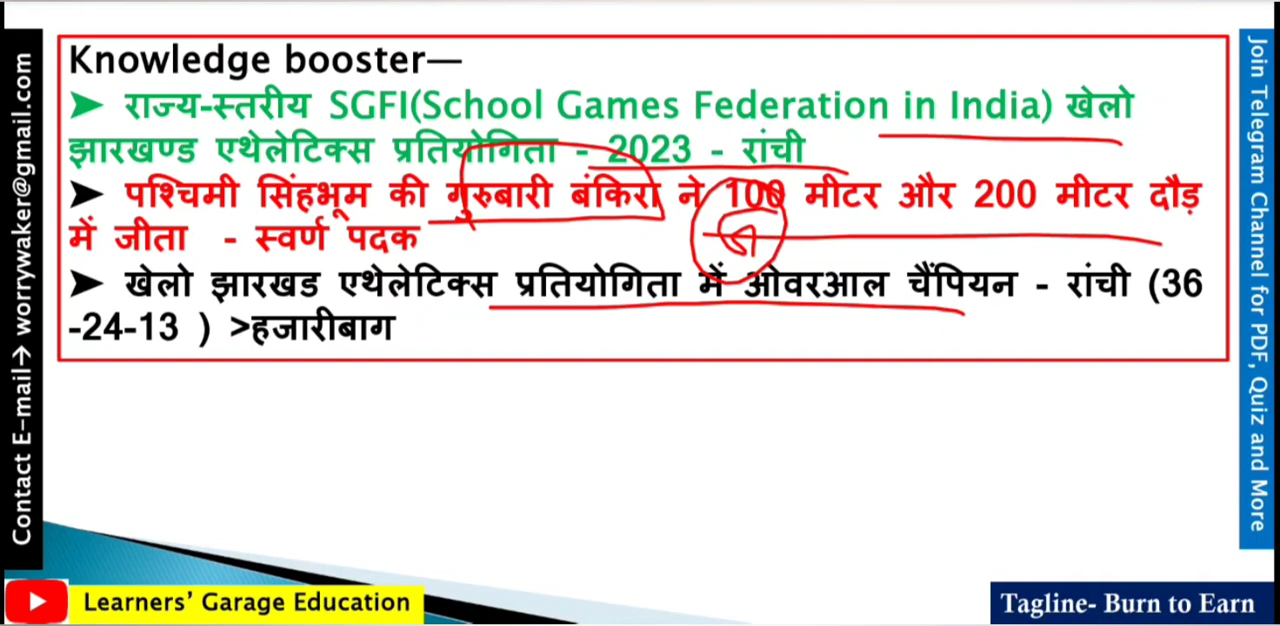 Knowledge booster—
➤ राज्य-स्तरीय SGFI(School Games Federation in India) खेलो
झारखण्ड एथेलेटिक्स प्रतियोगिता - 2023 - रांची
➤ पश्चिमी सिंहभूम की गुरुबारी बंकिरा ने 100 मीटर और 200 मीटर दौड़
में जीता - स्वर्ण पदक
➤ खेलो झारखड एथेलेटिक्स प्रतियोगिता में ओवरआल चैंपियन - रांची (36
-24-13 ) >हजारीबाग
Contact E-mail→ worrywaker@gmail.com
Join Telegram Channel for PDF, Quiz and More
Learners’ Garage Education
Tagline- Burn to Earn